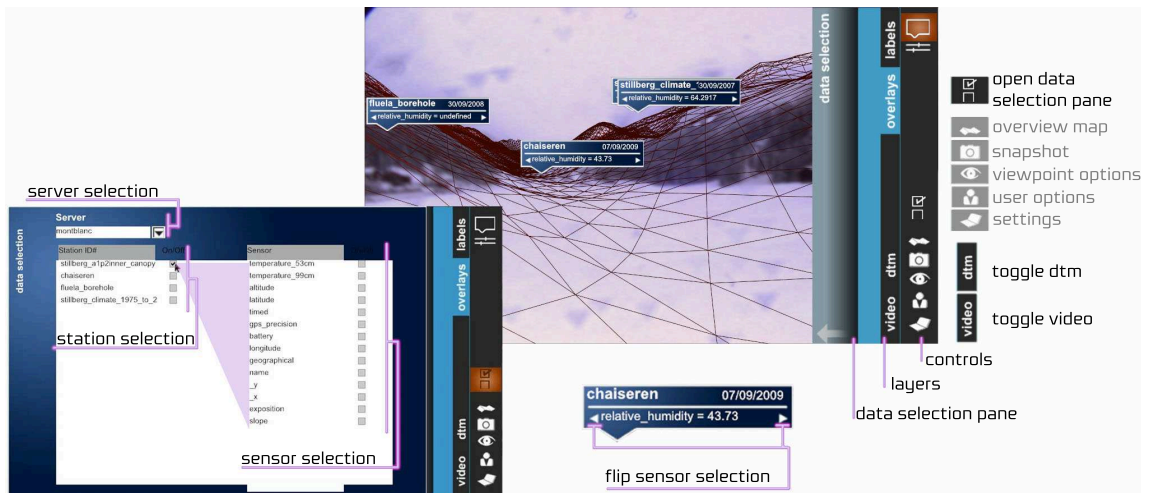 data selection
labels
overlays
dtm
video
fluela_borehole 30/09/2008
relative_humidity = undefined
stillberg_climate_ 30/09/2007
relative_humidity = 64.2917
chaiseren 07/09/2009
relative_humidity = 43.73
open data
selection pane
overview map
snapshot
viewpoint options
user options
settings
dtm
toggle dtm
video
toggle video
controls
layers
data selection pane
server selection
data selection
Server
montblanc
Station ID# On/Off
stillberg_a1p2inner_canopy
chaiseren
fluela_borehole
stillberg_climate_1975_to_2
station selection
Sensor
temperature_53cm
temperature_99cm
altitude
latitude
timed
gps_precision
battery
longitude
geographical
name
_y
_x
exposition
slope
sensor selection
labels
overlays
dtm
video
chaiseren 07/09/2009
relative_humidity = 43.73
flip sensor selection